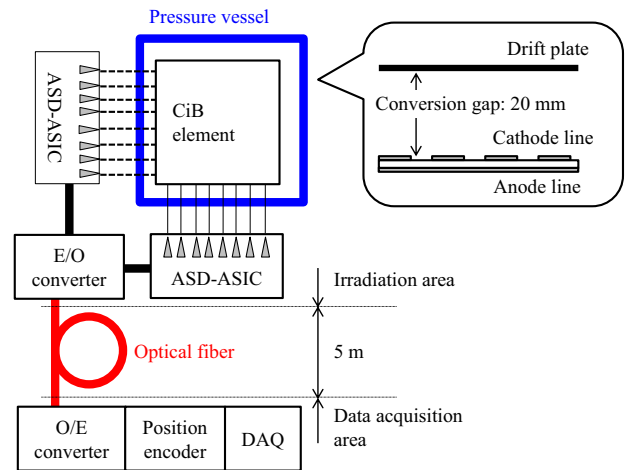 Pressure vessel
ASD-ASIC
CiB
element
Drift plate
Conversion gap: 20 mm
Cathode line
Anode line
E/O
converter
ASD-ASIC
Irradiation area
Optical fiber
5 m
O/E
converter
Position
encoder
DAQ
Data acquisition
area